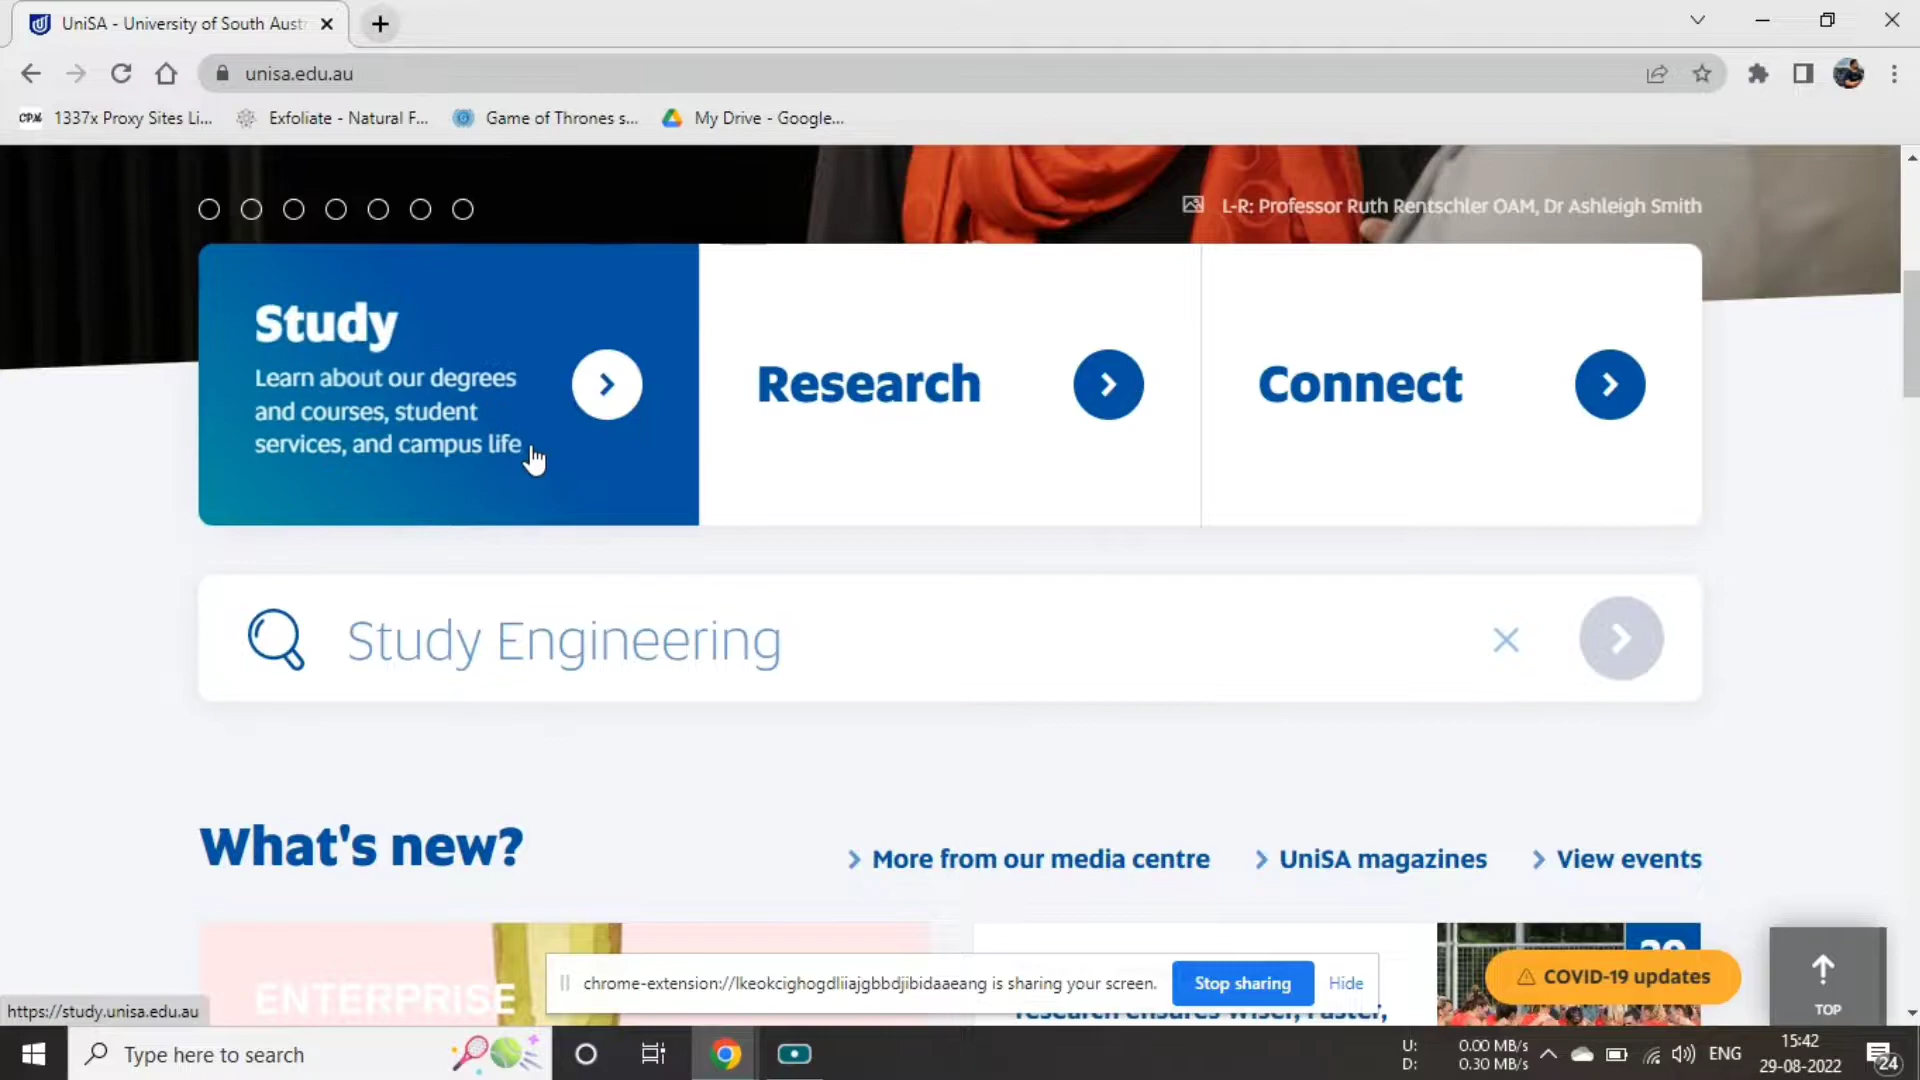 UniSA - University of South Austr
unisa.edu.au
CPM 1337x Proxy Sites Li...
Exfoliate - Natural F...
Game of Thrones s...
My Drive - Google...
L-R: Professor Ruth Rentschler OAM, Dr Ashleigh Smith
Study
Learn about our degrees
and courses, student
services, and campus life
Research
Connect
Study Engineering
What's new?
More from our media centre
UniSA magazines
View events
ENTERPRISE
COVID-19 updates
TOP
chrome-extension://lkeokcighogdliiajgbbdjibidaaeang is sharing your screen.
Stop sharing
Hide
research ensures wiser, faster,
https://study.unisa.edu.au
Type here to search
U: 0.00 MB/s
D: 0.30 MB/s
ENG
15:42
29-08-2022
24